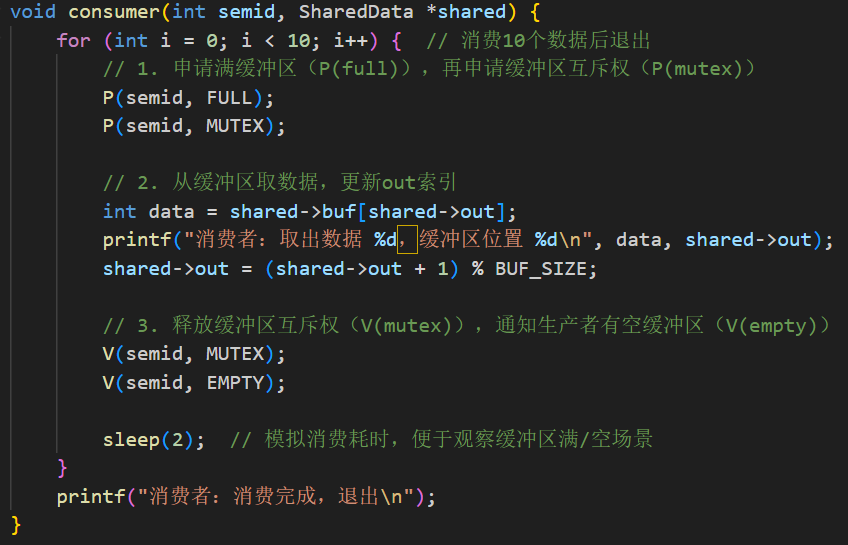 void consumer(int semid, SharedData *shared) {
    for (int i = 0; i < 10; i++) {  // 消费10个数据后退出
        // 1. 申请满缓冲区（P(full)），再申请缓冲区互斥权（P(mutex)）
        P(semid, FULL);
        P(semid, MUTEX);

        // 2. 从缓冲区取数据，更新out索引
        int data = shared->buf[shared->out];
        printf("消费者：取出数据 %d，缓冲区位置 %d\n", data, shared->out);
        shared->out = (shared->out + 1) % BUF_SIZE;

        // 3. 释放缓冲区互斥权（V(mutex)），通知生产者有空缓冲区（V(empty)）
        V(semid, MUTEX);
        V(semid, EMPTY);

        sleep(2);  // 模拟消费耗时，便于观察缓冲区满/空场景
    }
    printf("消费者：消费完成，退出\n");
}